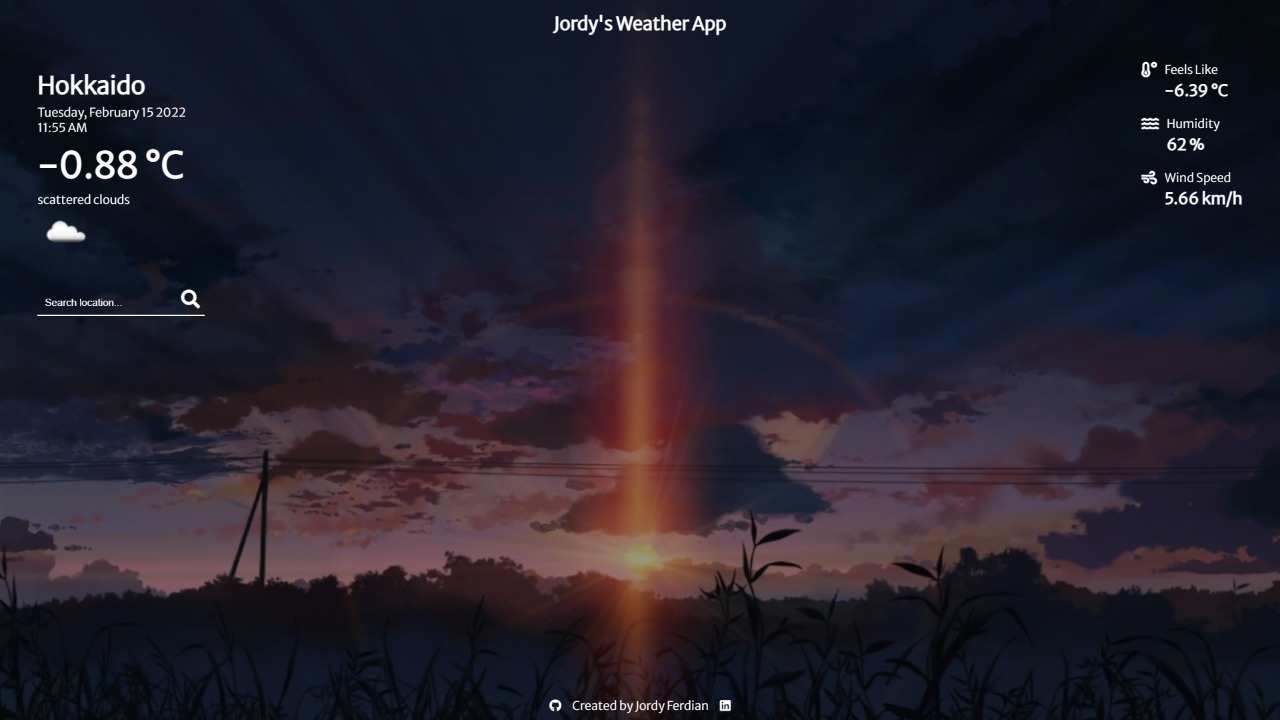 Jordy's Weather App
Hokkaido
Tuesday, February 15 2022
11:55 AM
−0.88 °C
scattered clouds
Search location...
Feels Like
−6.39 °C
Humidity
62 %
Wind Speed
5.66 km/h
Created by Jordy Ferdian